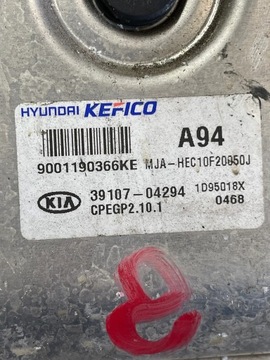 HYUNDAI KEFICO
A94
9001190366KE MJA-HEC10F20850J
KIA 39107-04294 1D95018X
CPEGP2.10.1 0468